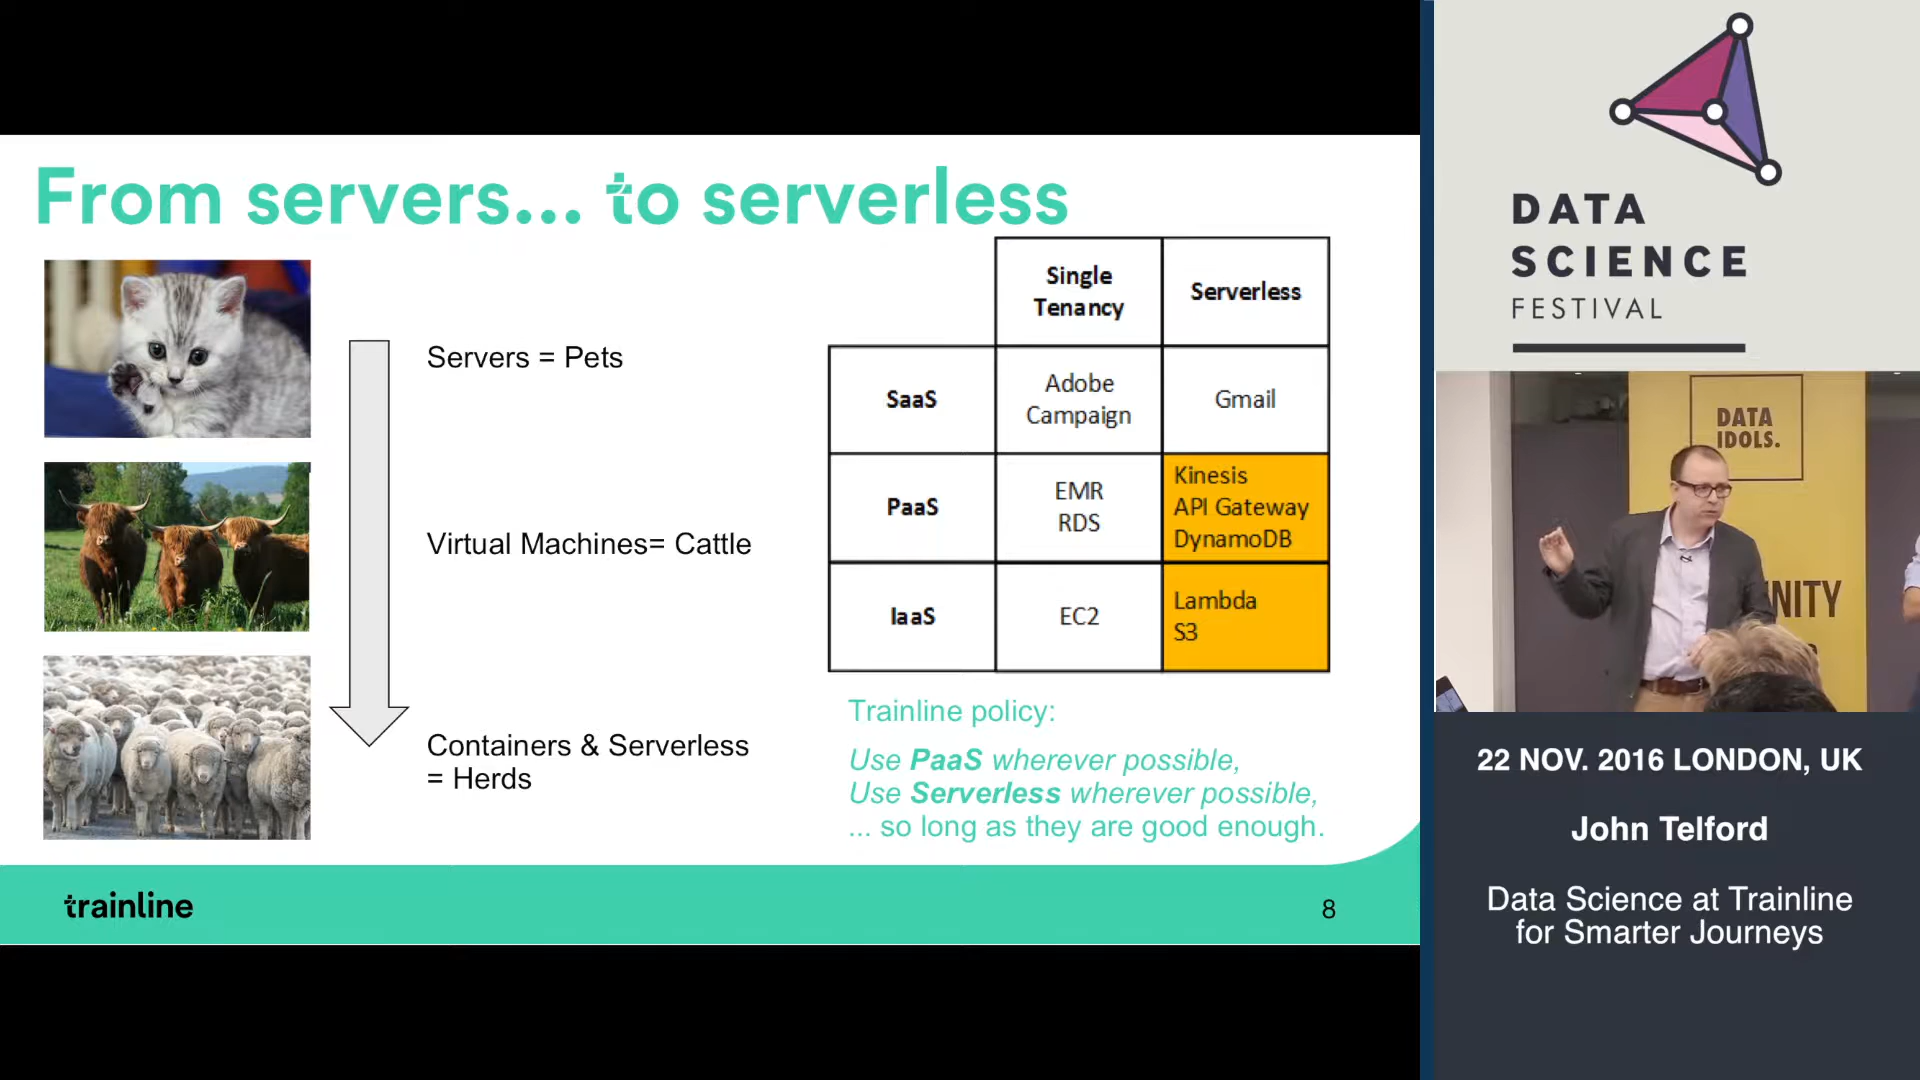 From servers... to serverless
Servers = Pets
Virtual Machines= Cattle
Containers & Serverless
= Herds
Single
Tenancy
Serverless
SaaS
Adobe
Campaign
Gmail
PaaS
EMR
RDS
Kinesis
API Gateway
DynamoDB
IaaS
EC2
Lambda
S3
Trainline policy:
Use PaaS wherever possible,
Use Serverless wherever possible,
... so long as they are good enough.
trainline
8
DATA
SCIENCE
FESTIVAL
DATA
IDOLS.
NITY
22 NOV. 2016 LONDON, UK
John Telford
Data Science at Trainline
for Smarter Journeys